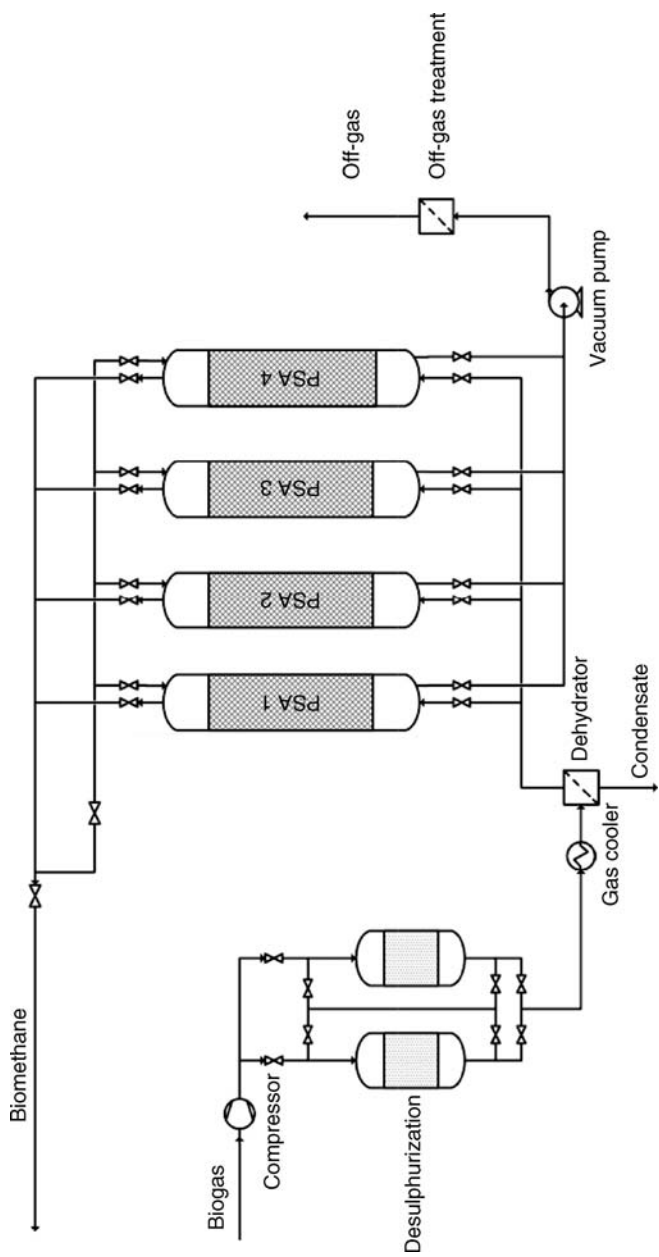 Biomethane
Biogas
Compressor
Desulphurization
Gas cooler
Dehydrator
Condensate
PSA 1
PSA 2
PSA 3
PSA 4
Vacuum pump
Off-gas treatment
Off-gas